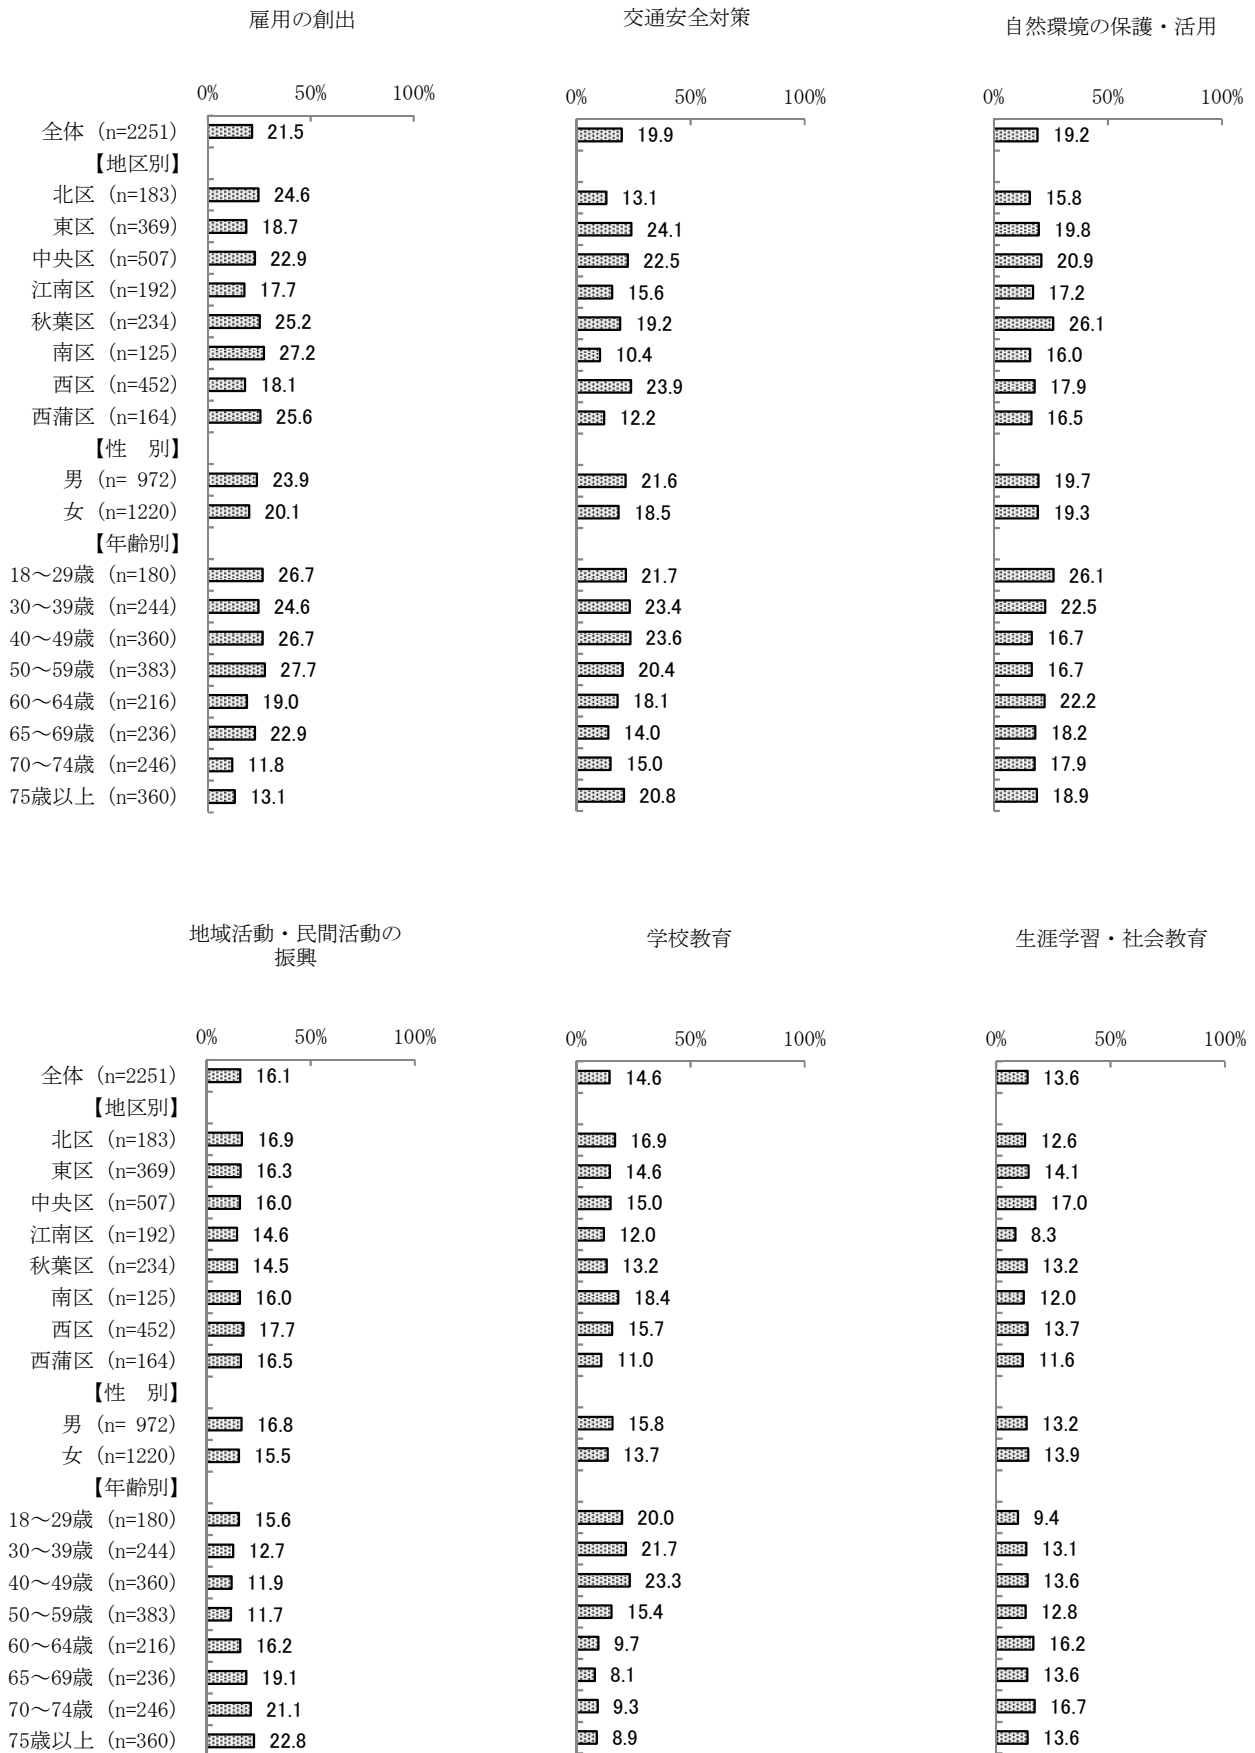 雇用の創出
交通安全対策
自然環境の保護・活用
0% 50% 100%
0% 50% 100%
0% 50% 100%
全体 (n=2251) 21.5 19.9 19.2
【地区別】
北区 (n=183) 24.6 13.1 15.8
東区 (n=369) 18.7 24.1 19.8
中央区 (n=507) 22.9 22.5 20.9
江南区 (n=192) 17.7 15.6 17.2
秋葉区 (n=234) 25.2 19.2 26.1
南区 (n=125) 27.2 10.4 16.0
西区 (n=452) 18.1 23.9 17.9
西蒲区 (n=164) 25.6 12.2 16.5
【性 別】
男 (n= 972) 23.9 21.6 19.7
女 (n=1220) 20.1 18.5 19.3
【年齢別】
18～29歳 (n=180) 26.7 21.7 26.1
30～39歳 (n=244) 24.6 23.4 22.5
40～49歳 (n=360) 26.7 23.6 16.7
50～59歳 (n=383) 27.7 20.4 16.7
60～64歳 (n=216) 19.0 18.1 22.2
65～69歳 (n=236) 22.9 14.0 18.2
70～74歳 (n=246) 11.8 15.0 17.9
75歳以上 (n=360) 13.1 20.8 18.9
地域活動・民間活動の
振興
学校教育
生涯学習・社会教育
0% 50% 100%
0% 50% 100%
0% 50% 100%
全体 (n=2251) 16.1 14.6 13.6
【地区別】
北区 (n=183) 16.9 16.9 12.6
東区 (n=369) 16.3 14.6 14.1
中央区 (n=507) 16.0 15.0 17.0
江南区 (n=192) 14.6 12.0 8.3
秋葉区 (n=234) 14.5 13.2 13.2
南区 (n=125) 16.0 18.4 12.0
西区 (n=452) 17.7 15.7 13.7
西蒲区 (n=164) 16.5 11.0 11.6
【性 別】
男 (n= 972) 16.8 15.8 13.2
女 (n=1220) 15.5 13.7 13.9
【年齢別】
18～29歳 (n=180) 15.6 20.0 9.4
30～39歳 (n=244) 12.7 21.7 13.1
40～49歳 (n=360) 11.9 23.3 13.6
50～59歳 (n=383) 11.7 15.4 12.8
60～64歳 (n=216) 16.2 9.7 16.2
65～69歳 (n=236) 19.1 8.1 13.6
70～74歳 (n=246) 21.1 9.3 16.7
75歳以上 (n=360) 22.8 8.9 13.6